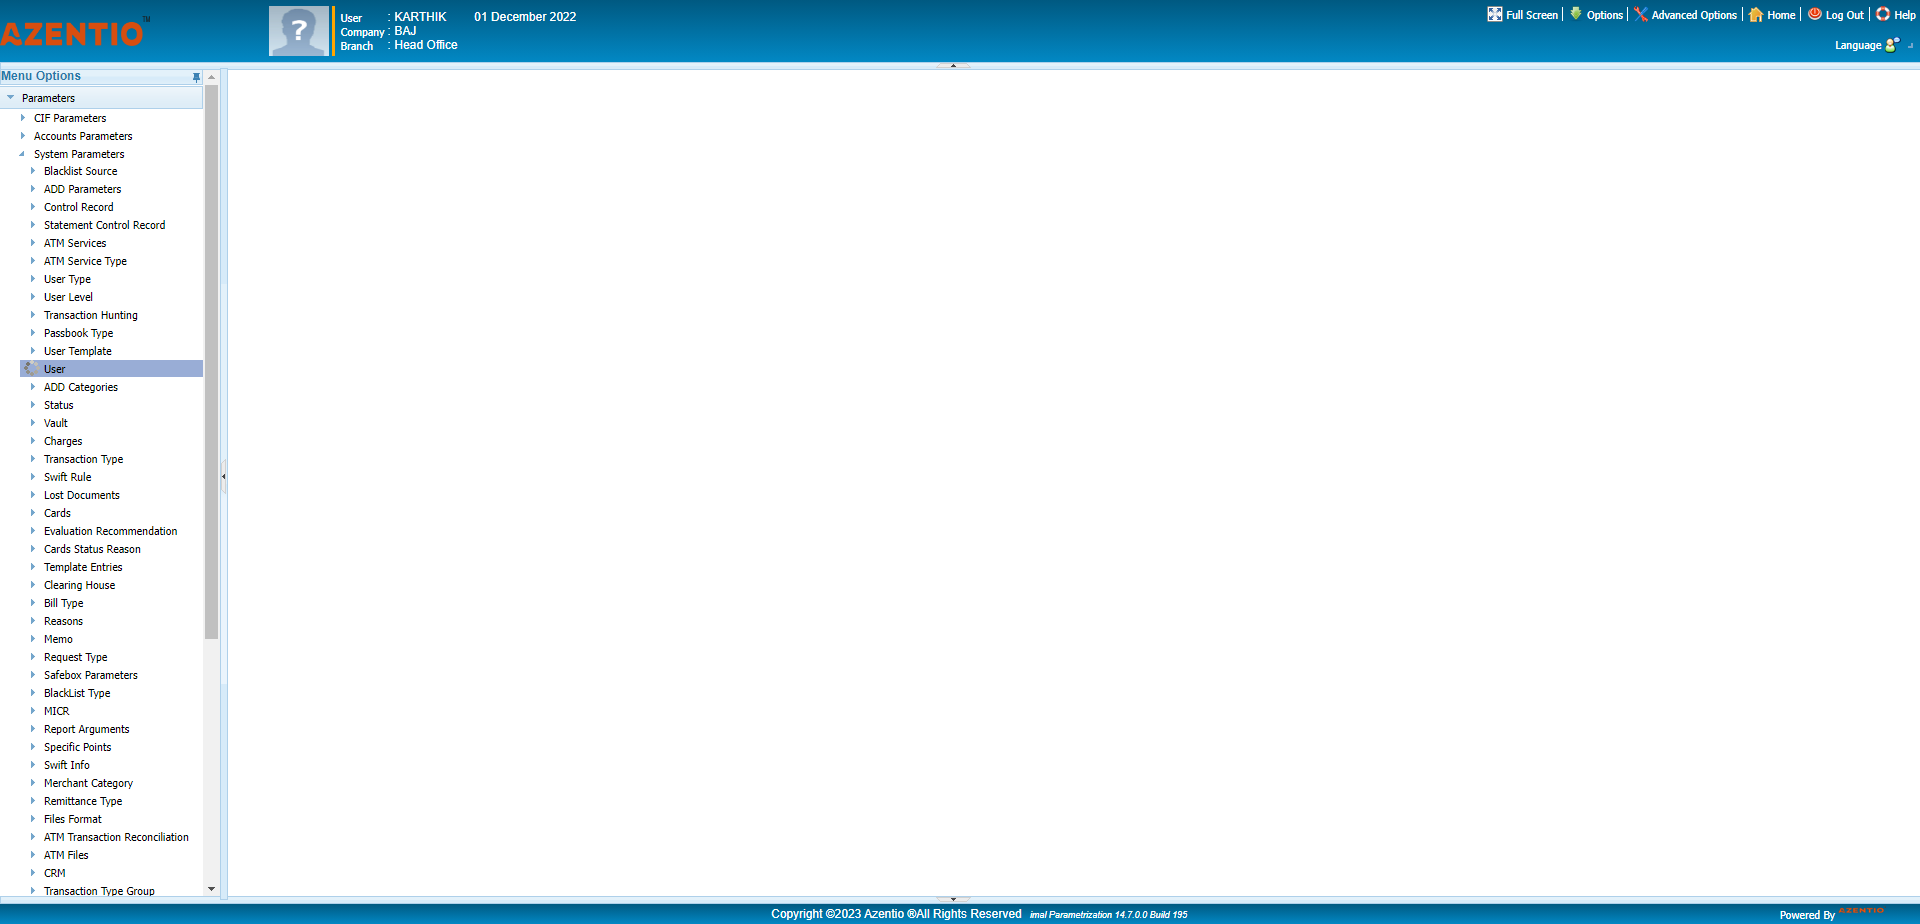 AZENTIO™
User : KARTHIK 01 December 2022
Company : BAJ
Branch : Head Office
Full Screen Options Advanced Options Home Log Out Help
Language
Menu Options
Parameters
CIF Parameters
Accounts Parameters
System Parameters
Blacklist Source
ADD Parameters
Control Record
Statement Control Record
ATM Services
ATM Service Type
User Type
User Level
Transaction Hunting
Passbook Type
User Template
User
ADD Categories
Status
Vault
Charges
Transaction Type
Swift Rule
Lost Documents
Cards
Evaluation Recommendation
Cards Status Reason
Template Entries
Clearing House
Bill Type
Reasons
Memo
Request Type
Safebox Parameters
BlackList Type
MICR
Report Arguments
Specific Points
Swift Info
Merchant Category
Remittance Type
Files Format
ATM Transaction Reconciliation
ATM Files
CRM
Transaction Type Group
Copyright ©2023 Azentio ®All Rights Reserved imal Parametrization 14.7.0.0 Build 195
Powered By AZENTIO